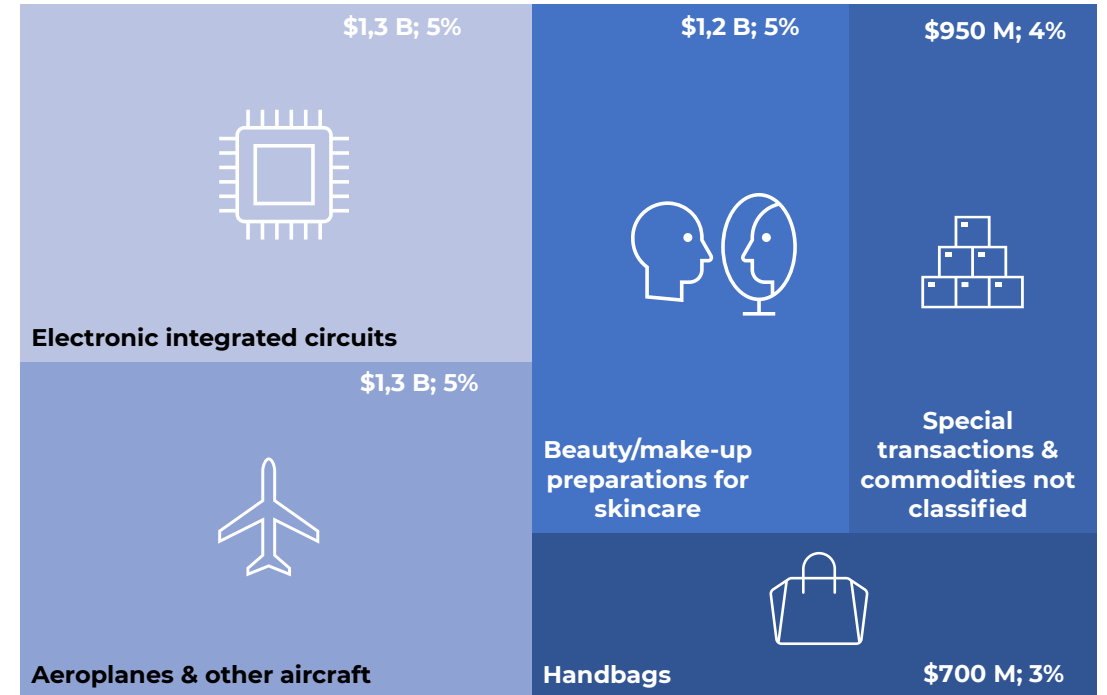 $1,3 B; 5%
Electronic integrated circuits
$1,3 B; 5%
Aeroplanes & other aircraft
$1,2 B; 5%
Beauty/make-up
preparations for
skincare
$950 M; 4%
Special
transactions &
commodities not
classified
Handbags
$700 M; 3%